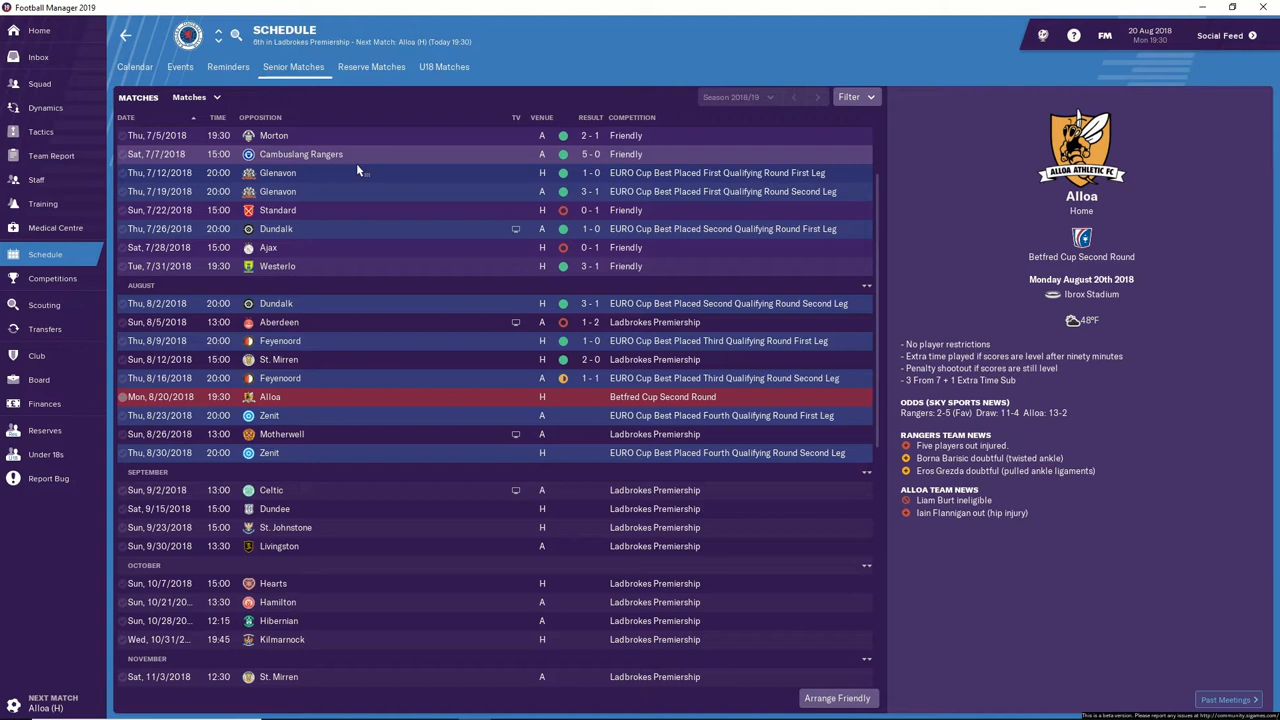 Football Manager 2019
Home
Inbox
Squad
Dynamics
Tactics
Team Report
Staff
Training
Medical Centre
Schedule
Competitions
Scouting
Transfers
Club
Board
Finances
Reserves
Under 18s
Report Bug
NEXT MATCH
Alloa (H)
SCHEDULE
6th in Ladbrokes Premiership - Next Match: Alloa (H) (Today 19:30)
FM
20 Aug 2018
Mon 19:30
Social Feed
Calendar Events Reminders Senior Matches Reserve Matches U18 Matches
MATCHES Matches Season 2018/19 Filter
DATE TIME OPPOSITION TV VENUE RESULT COMPETITION
Thu, 7/5/2018 19:30 Morton A 2 - 1 Friendly
Sat, 7/7/2018 15:00 Cambuslang Rangers A 5 - 0 Friendly
Thu, 7/12/2018 20:00 Glenavon H 1 - 0 EURO Cup Best Placed First Qualifying Round First Leg
Thu, 7/19/2018 20:00 Glenavon A 3 - 1 EURO Cup Best Placed First Qualifying Round Second Leg
Sun, 7/22/2018 15:00 Standard H 0 - 1 Friendly
Thu, 7/26/2018 20:00 Dundalk A 1 - 0 EURO Cup Best Placed Second Qualifying Round First Leg
Sat, 7/28/2018 15:00 Ajax H 0 - 1 Friendly
Tue, 7/31/2018 19:30 Westerlo H 3 - 1 Friendly
AUGUST
Thu, 8/2/2018 20:00 Dundalk H 3 - 1 EURO Cup Best Placed Second Qualifying Round Second Leg
Sun, 8/5/2018 13:00 Aberdeen A 1 - 2 Ladbrokes Premiership
Thu, 8/9/2018 20:00 Feyenoord H 1 - 0 EURO Cup Best Placed Third Qualifying Round First Leg
Sun, 8/12/2018 15:00 St. Mirren H 2 - 0 Ladbrokes Premiership
Thu, 8/16/2018 20:00 Feyenoord A 1 - 1 EURO Cup Best Placed Third Qualifying Round Second Leg
Mon, 8/20/2018 19:30 Alloa H Betfred Cup Second Round
Thu, 8/23/2018 20:00 Zenit A EURO Cup Best Placed Fourth Qualifying Round First Leg
Sun, 8/26/2018 13:00 Motherwell A Ladbrokes Premiership
Thu, 8/30/2018 20:00 Zenit H EURO Cup Best Placed Fourth Qualifying Round Second Leg
SEPTEMBER
Sun, 9/2/2018 13:00 Celtic A Ladbrokes Premiership
Sat, 9/15/2018 15:00 Dundee H Ladbrokes Premiership
Sun, 9/23/2018 15:00 St. Johnstone H Ladbrokes Premiership
Sun, 9/30/2018 13:30 Livingston A Ladbrokes Premiership
OCTOBER
Sun, 10/7/2018 15:00 Hearts H Ladbrokes Premiership
Sun, 10/21/20... 13:30 Hamilton A Ladbrokes Premiership
Sun, 10/28/20... 12:15 Hibernian A Ladbrokes Premiership
Wed, 10/31/2... 19:45 Kilmarnock H Ladbrokes Premiership
NOVEMBER
Sat, 11/3/2018 12:30 St. Mirren A Ladbrokes Premiership
Arrange Friendly
ALLOA ATHLETIC FC
Alloa
Home
Betfred Cup Second Round
Monday August 20th 2018
Ibrox Stadium
48°F
- No player restrictions
- Extra time played if scores are level after ninety minutes
- Penalty shootout if scores are still level
- 3 From 7 + 1 Extra Time Sub
ODDS (SKY SPORTS NEWS)
Rangers: 2-5 (Fav) Draw: 11-4 Alloa: 13-2
RANGERS TEAM NEWS
Five players out injured.
Borna Barisic doubtful (twisted ankle)
Eros Grezda doubtful (pulled ankle ligaments)
ALLOA TEAM NEWS
Liam Burt ineligible
Iain Flannigan out (hip injury)
Past Meetings
This is a beta version. Please report any issues at http://community.sigames.com/